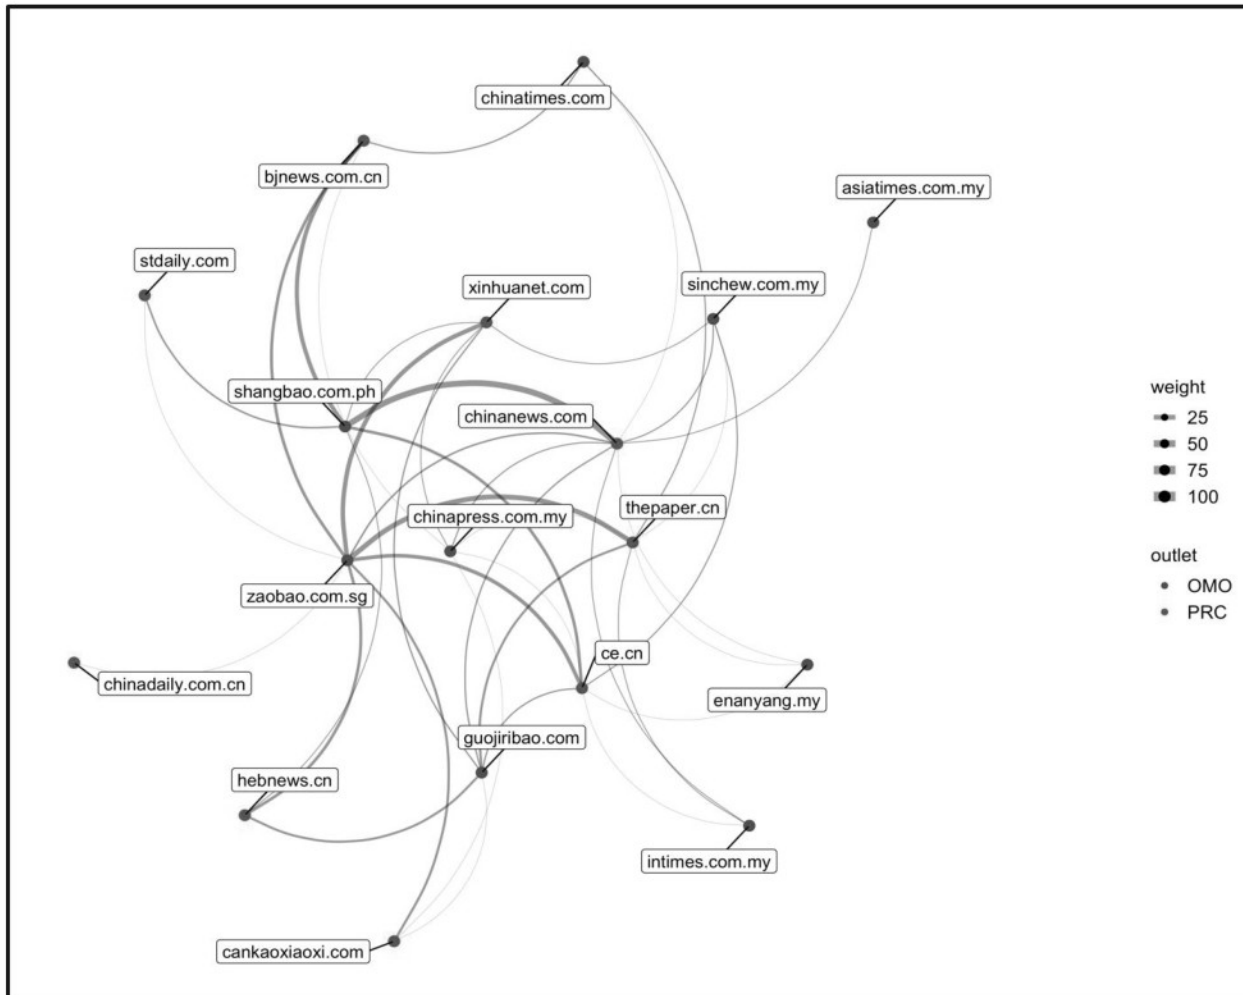 chinatimes.com
bjnews.com.cn
asiatimes.com.my
stdaily.com
xinhuanet.com
sinchew.com.my
shangbao.com.ph
chinanews.com
weight
25
50
75
100
chinapress.com.my
thepaper.cn
outlet
OMO
PRC
zaobao.com.sg
ce.cn
chinadaily.com.cn
enanyang.my
guojiribao.com
hebnews.cn
intimes.com.my
cankaoxiaoxi.com